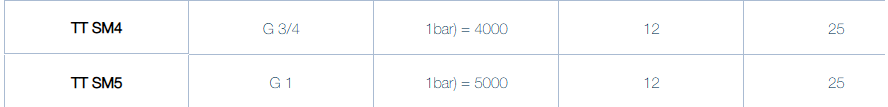 TT SM4 G 3/4 1bar) = 4000 12 25
TT SM5 G 1 1bar) = 5000 12 25